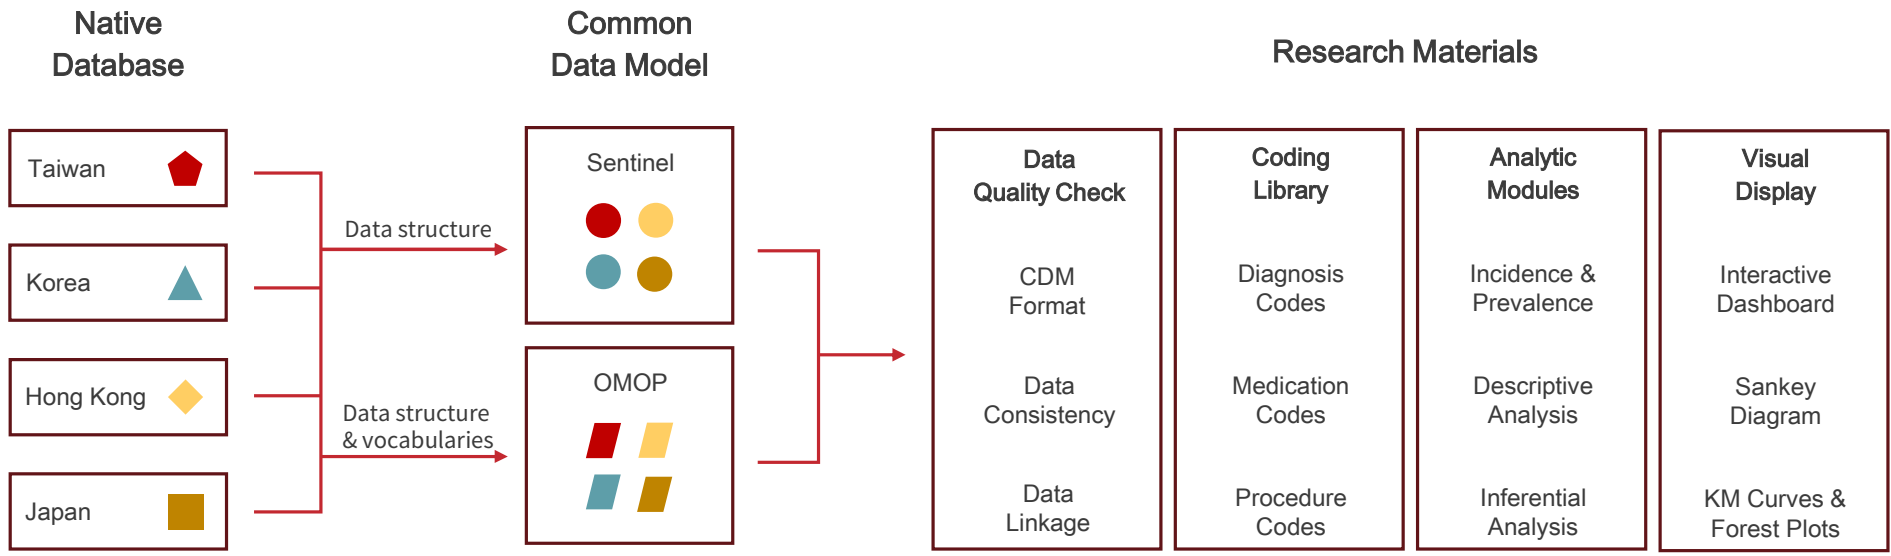 Native
Database
Common
Data Model
Research Materials
Taiwan
Korea
Hong Kong
Japan
Data structure
Data structure
& vocabularies
Sentinel
OMOP
Data
Quality Check
CDM
Format
Data
Consistency
Data
Linkage
Coding
Library
Diagnosis
Codes
Medication
Codes
Procedure
Codes
Analytic
Modules
Incidence &
Prevalence
Descriptive
Analysis
Inferential
Analysis
Visual
Display
Interactive
Dashboard
Sankey
Diagram
KM Curves &
Forest Plots